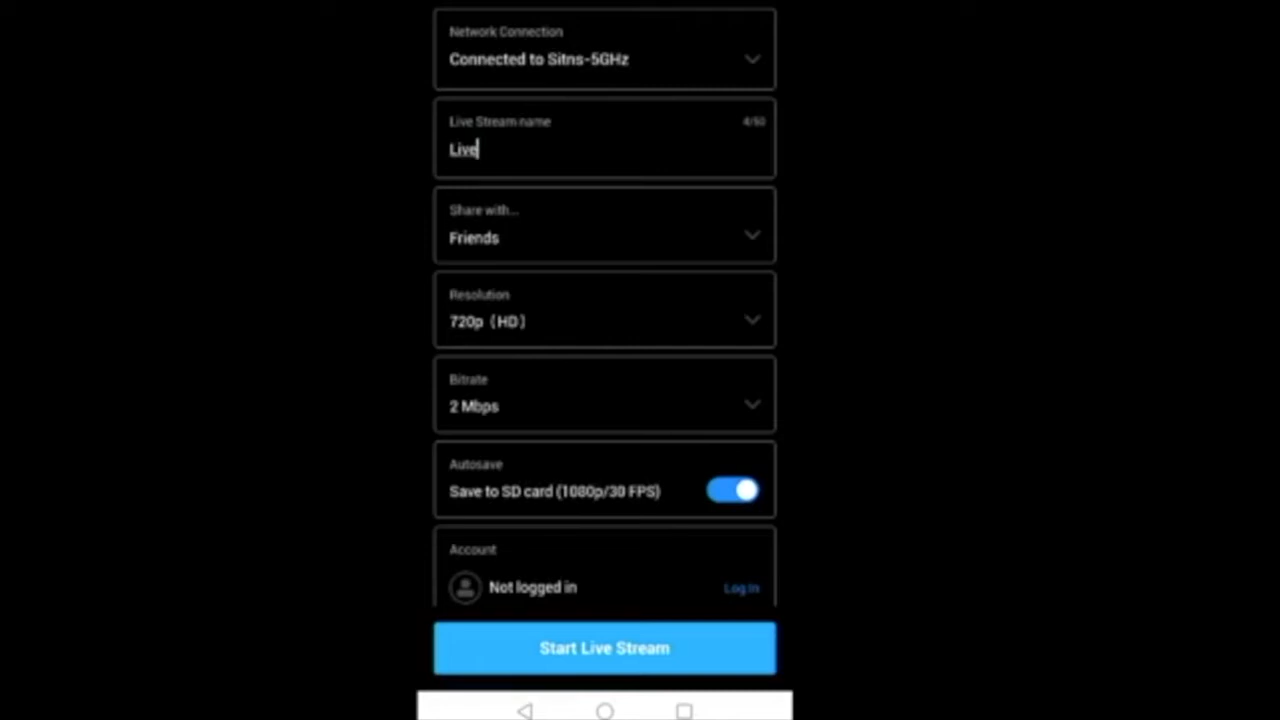 Network Connection
Connected to Sitns-5GHz
Live Stream name
4/50
Live
Share with...
Friends
Resolution
720p (HD)
Bitrate
2 Mbps
Autosave
Save to SD card (1080p/30 FPS)
Account
Not logged in
Log in
Start Live Stream